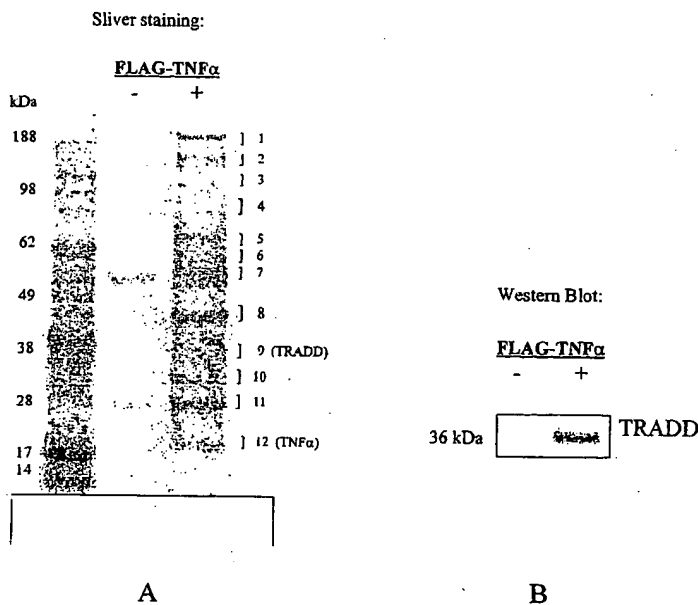 Sliver staining:
FLAG-TNFα
- +
kDa
188
98
62
49
38
28
17
14
] 1
] 2
] 3
] 4
] 5
] 6
] 7
] 8
] 9 (TRADD)
] 10
] 11
] 12 (TNFα)
A
Western Blot:
FLAG-TNFα
- +
36 kDa
TRADD
B